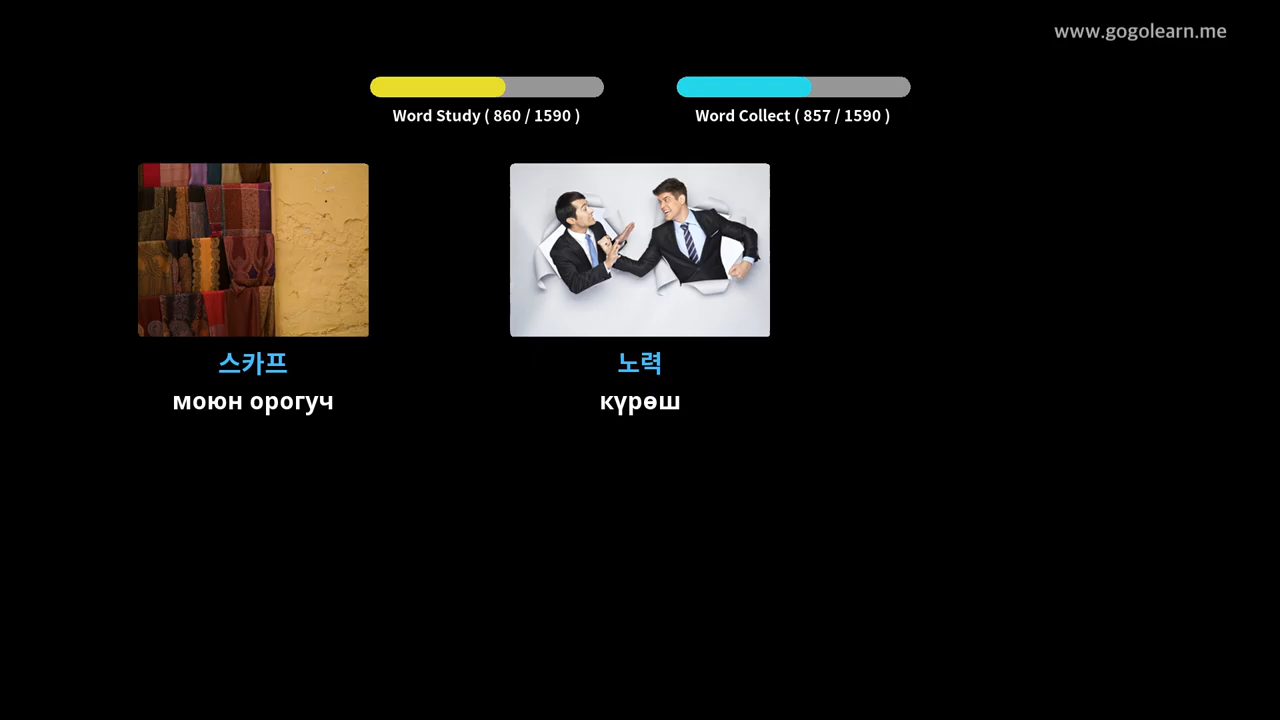 www.gogolearn.me
Word Study ( 860 / 1590 )
Word Collect ( 857 / 1590 )
스카프
моюн орогуч
노력
күрөш